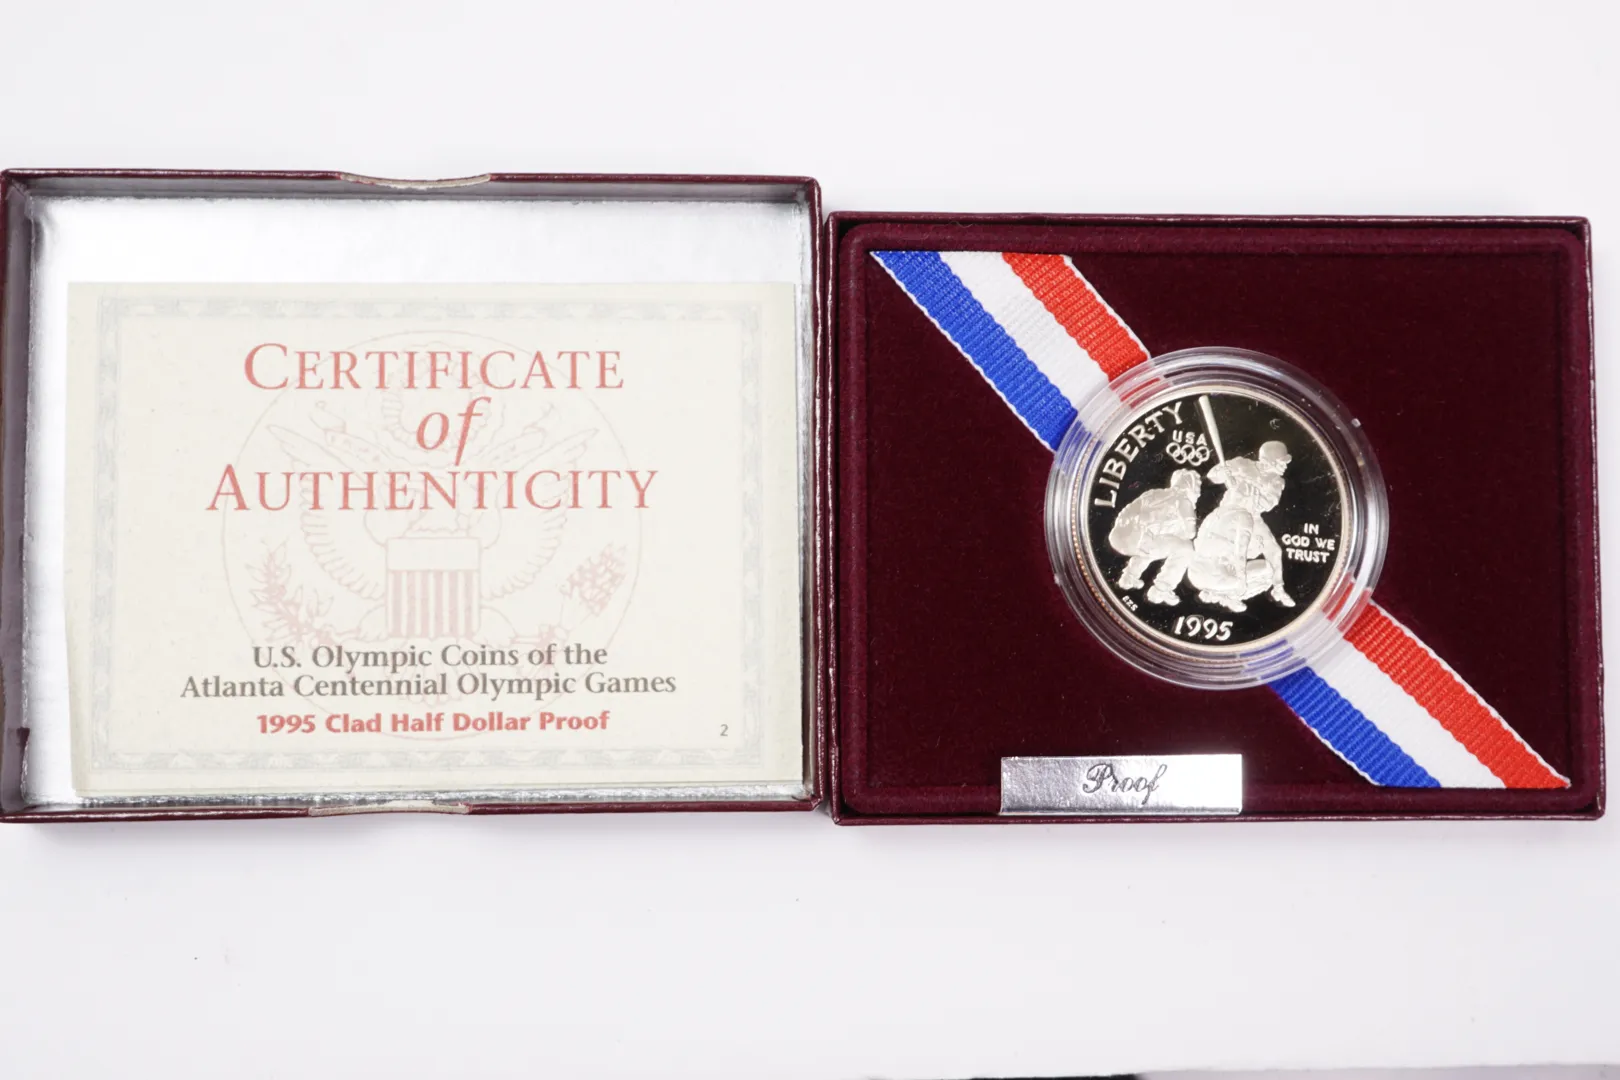 CERTIFICATE
of
AUTHENTICITY
U.S. Olympic Coins of the
Atlanta Centennial Olympic Games
1995 Clad Half Dollar Proof
2
LIBERTY
USA
IN
GOD WE
TRUST
1995
Proof